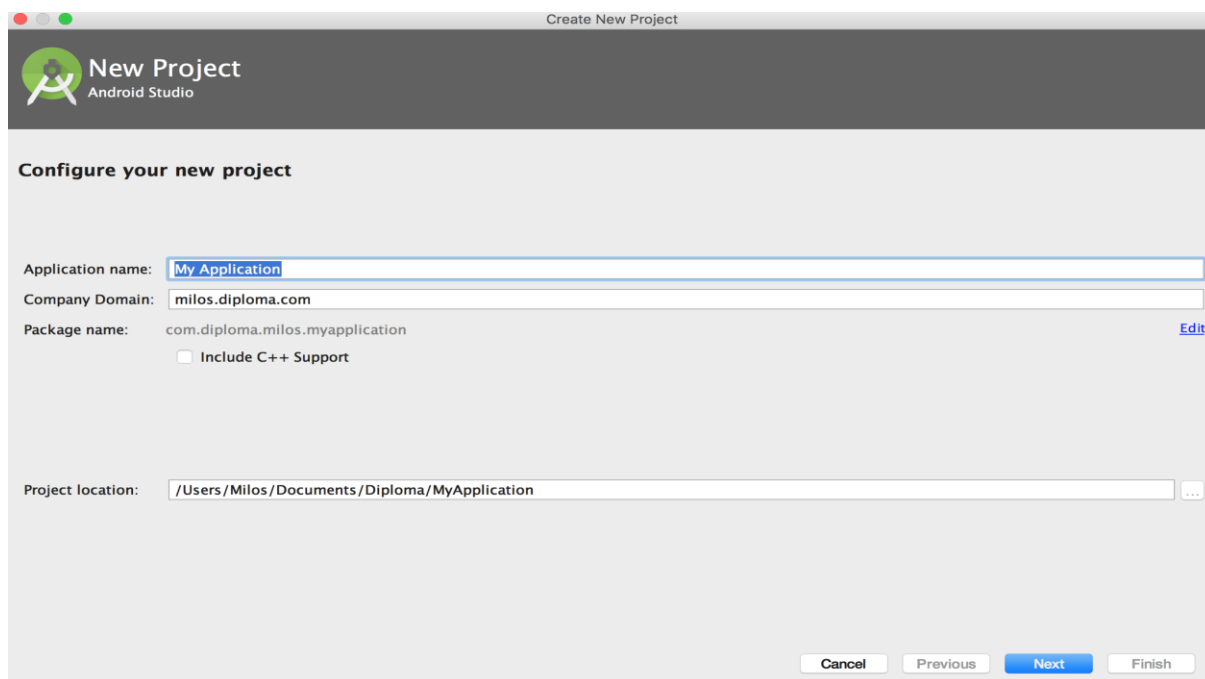 Create New Project
New Project
Android Studio
Configure your new project
Application name: My Application
Company Domain: milos.diploma.com
Package name: com.diploma.milos.myapplication Edit
Include C++ Support
Project location: /Users/Milos/Documents/Diploma/MyApplication ...
Cancel Previous Next Finish